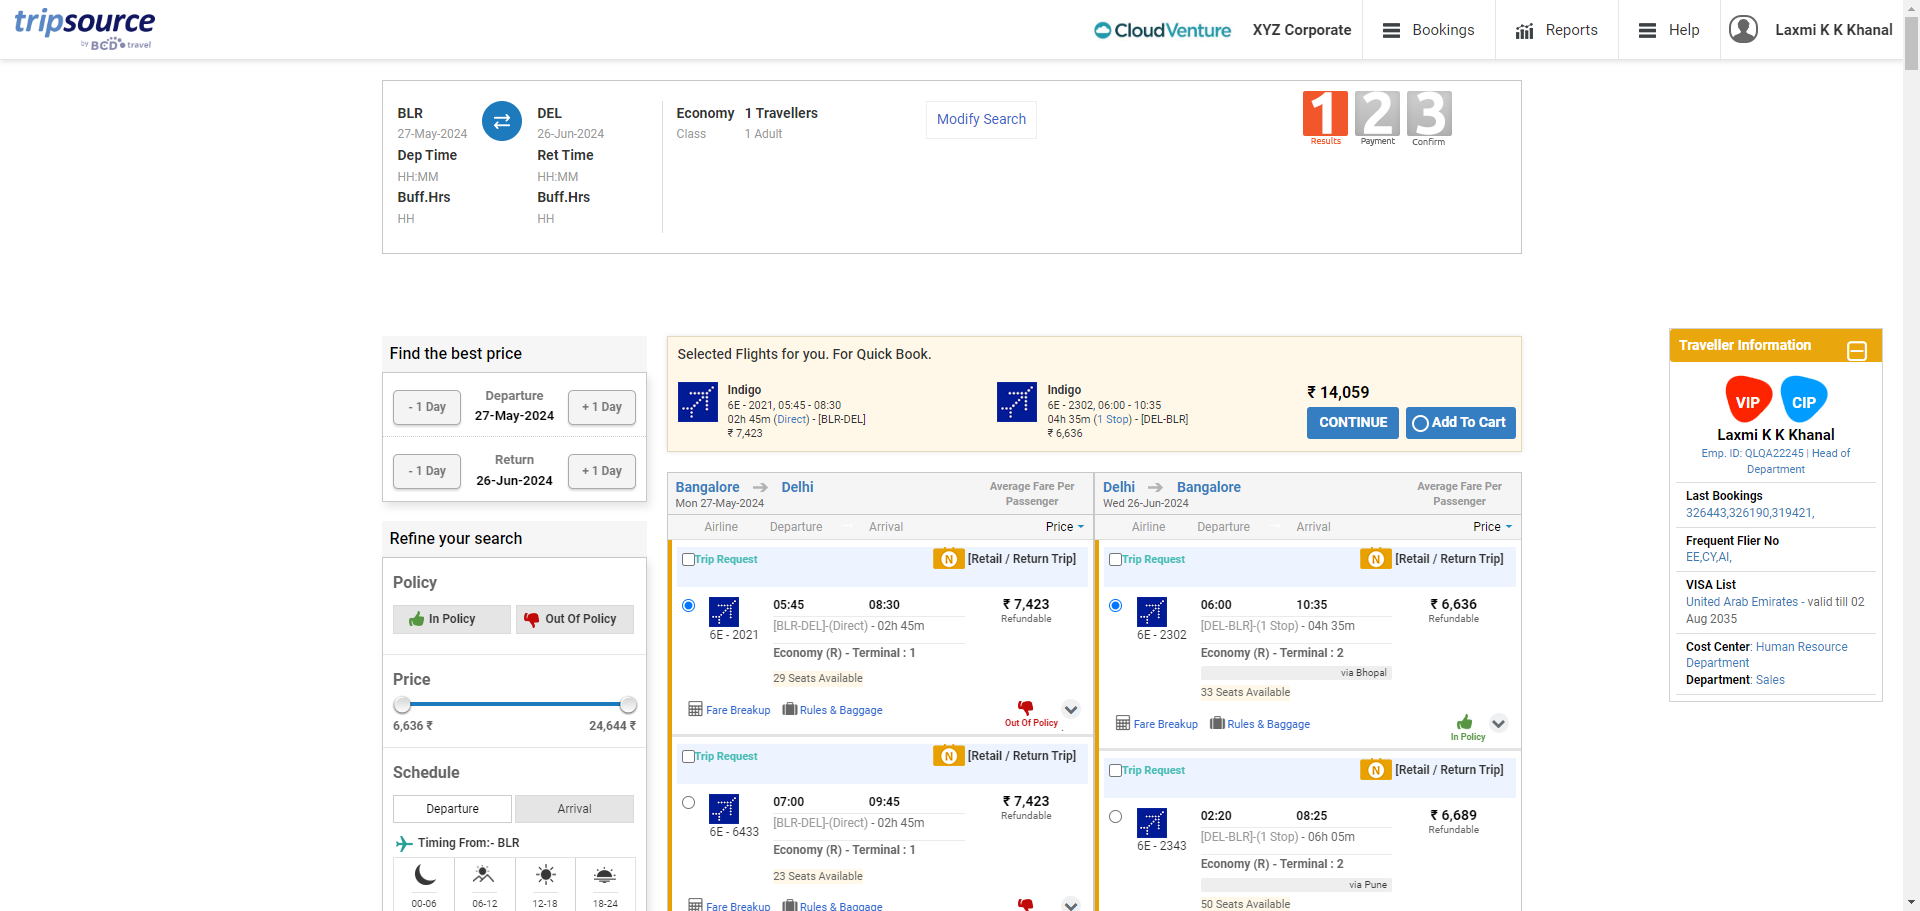 tripsource
by BCD travel
CloudVenture
XYZ Corporate
Bookings
Reports
Help
Laxmi K K Khanal
BLR
27-May-2024
Dep Time
HH:MM
Buff.Hrs
HH
DEL
26-Jun-2024
Ret Time
HH:MM
Buff.Hrs
HH
Economy
Class
1 Travellers
1 Adult
Modify Search
1
Results
2
Payment
3
Confirm
Find the best price
- 1 Day
Departure
27-May-2024
+ 1 Day
- 1 Day
Return
26-Jun-2024
+ 1 Day
Refine your search
Policy
In Policy
Out Of Policy
Price
6,636 ₹
24,644 ₹
Schedule
Departure
Arrival
Timing From:- BLR
00-06
06-12
12-18
18-24
Selected Flights for you. For Quick Book.
Indigo
6E - 2021, 05:45 - 08:30
02h 45m (Direct) - [BLR-DEL]
₹ 7,423
Indigo
6E - 2302, 06:00 - 10:35
04h 35m (1 Stop) - [DEL-BLR]
₹ 6,636
₹ 14,059
CONTINUE
Add To Cart
Bangalore
Delhi
Mon 27-May-2024
Average Fare Per
Passenger
Airline
Departure
Arrival
Price
Trip Request
N
[Retail / Return Trip]
6E - 2021
05:45
08:30
[BLR-DEL]-(Direct) - 02h 45m
Economy (R) - Terminal : 1
29 Seats Available
₹ 7,423
Refundable
Fare Breakup
Rules & Baggage
Out Of Policy
Trip Request
N
[Retail / Return Trip]
6E - 6433
07:00
09:45
[BLR-DEL]-(Direct) - 02h 45m
Economy (R) - Terminal : 1
23 Seats Available
₹ 7,423
Refundable
Fare Breakup
Rules & Baggage
Delhi
Bangalore
Wed 26-Jun-2024
Average Fare Per
Passenger
Airline
Departure
Arrival
Price
Trip Request
N
[Retail / Return Trip]
6E - 2302
06:00
10:35
[DEL-BLR]-(1 Stop) - 04h 35m
Economy (R) - Terminal : 2
via Bhopal
33 Seats Available
₹ 6,636
Refundable
Fare Breakup
Rules & Baggage
In Policy
Trip Request
N
[Retail / Return Trip]
6E - 2343
02:20
08:25
[DEL-BLR]-(1 Stop) - 06h 05m
Economy (R) - Terminal : 2
via Pune
50 Seats Available
₹ 6,689
Refundable
Traveller Information
VIP
CIP
Laxmi K K Khanal
Emp. ID: QLQA22245 | Head of
Department
Last Bookings
326443,326190,319421,
Frequent Flier No
EE,CY,AI,
VISA List
United Arab Emirates - valid till 02
Aug 2035
Cost Center: Human Resource
Department
Department: Sales